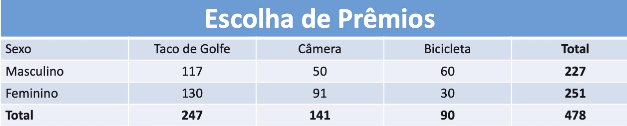 Escolha de Prêmios
Sexo Taco de Golfe Câmera Bicicleta Total
Masculino 117 50 60 227
Feminino 130 91 30 251
Total 247 141 90 478